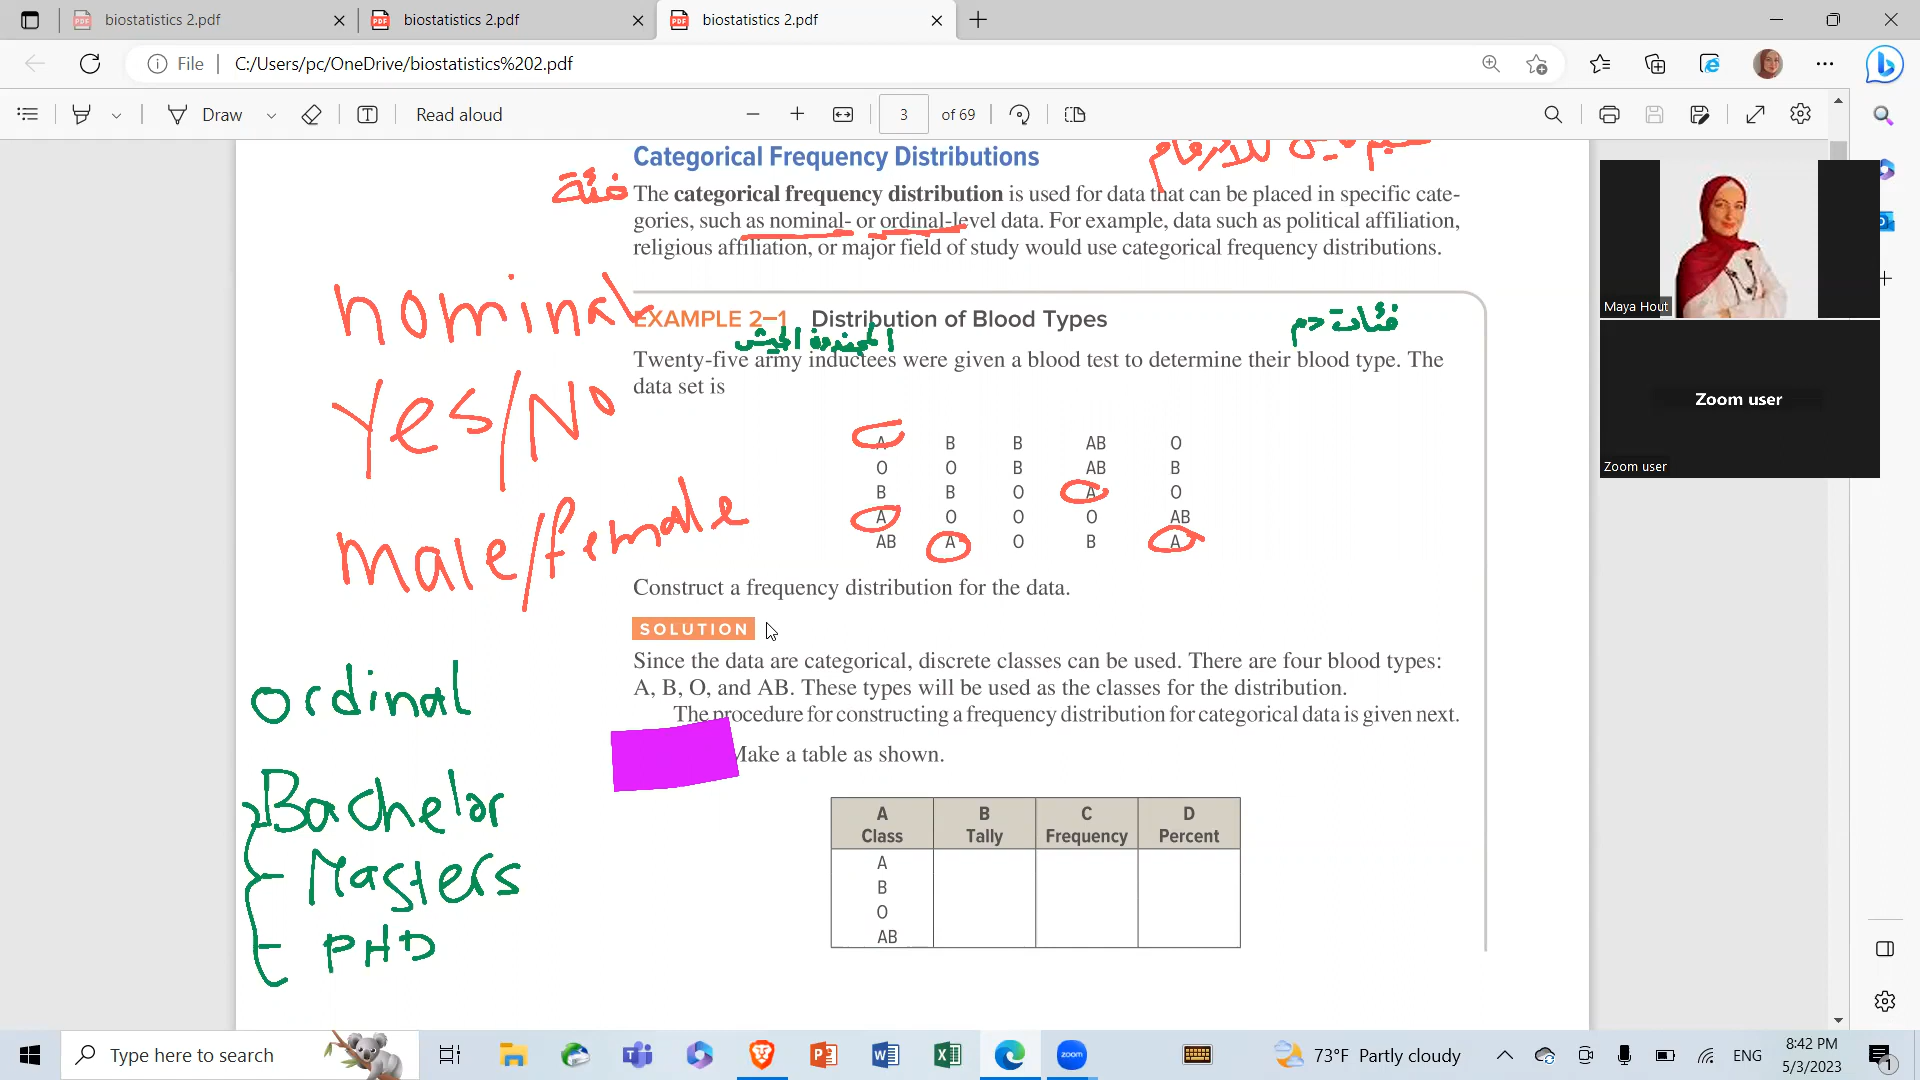 biostatistics 2.pdf
biostatistics 2.pdf
biostatistics 2.pdf
File
C:/Users/pc/OneDrive/biostatistics%202.pdf
Draw
Read aloud
3
of 69
Categorical Frequency Distributions
فئة
The categorical frequency distribution is used for data that can be placed in specific cate-
gories, such as nominal- or ordinal-level data. For example, data such as political affiliation,
religious affiliation, or major field of study would use categorical frequency distributions.
nominal
EXAMPLE 2–1 Distribution of Blood Types
فئات دم
Twenty-five army inductees were given a blood test to determine their blood type. The
data set is
Yes/No
A B B AB O
O O B AB B
B B O A O
A O O O AB
AB A O B A
male/female
Construct a frequency distribution for the data.
SOLUTION
Since the data are categorical, discrete classes can be used. There are four blood types:
A, B, O, and AB. These types will be used as the classes for the distribution.
The procedure for constructing a frequency distribution for categorical data is given next.
Make a table as shown.
ordinal
Bachelor
Masters
PHD
A B C D
Class Tally Frequency Percent
A
B
O
AB
Maya Hout
Zoom user
Zoom user
Type here to search
zoom
73°F Partly cloudy
ENG
8:42 PM
5/3/2023
1